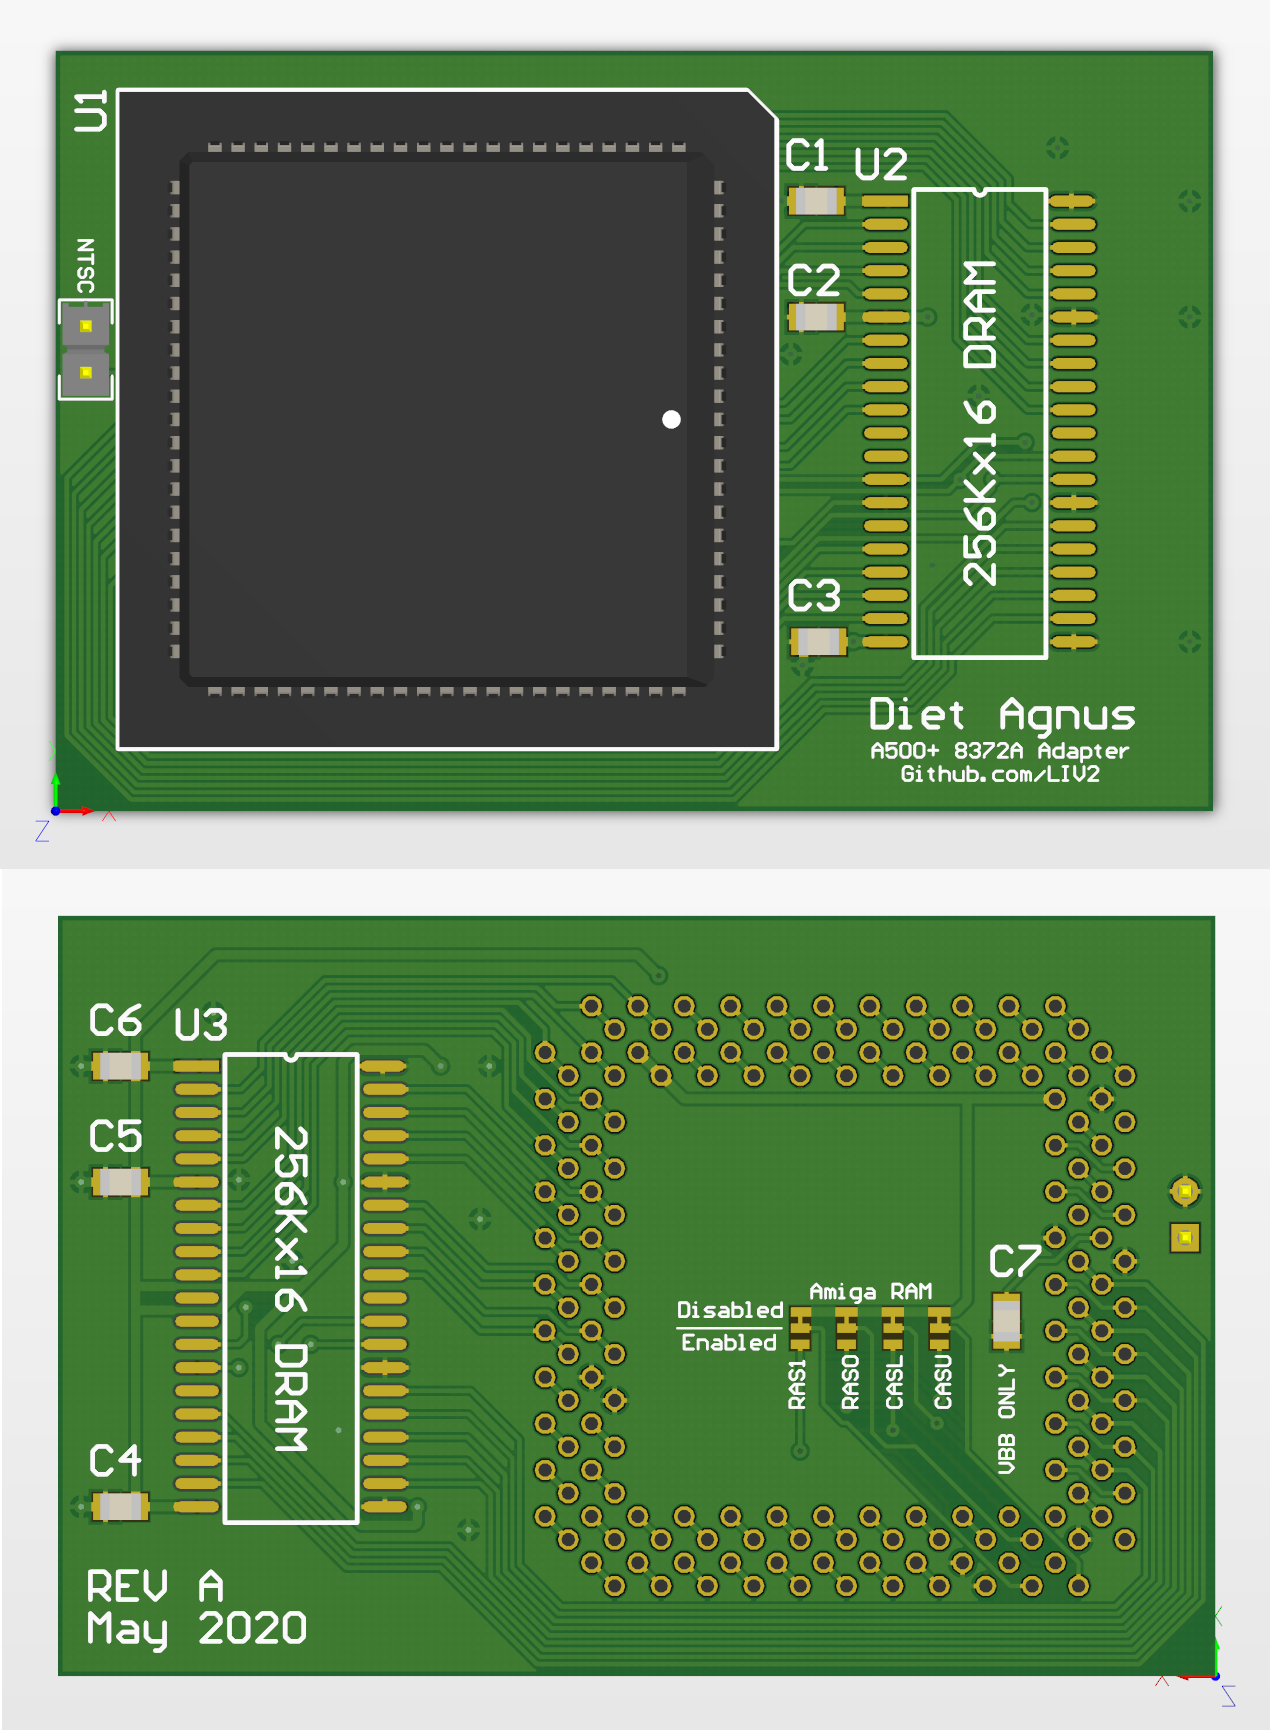 U1
C1
U2
NTSC
C2
256Kx16 DRAM
C3
Diet Agnus
A500+ 8372A Adapter
Github.com/LIV2
X
Z
C6
U3
C5
256Kx16 DRAM
C7
Amiga RAM
Disabled
Enabled
RAS1
RAS0
CASL
CASU
VBB ONLY
C4
REV A
May 2020
X
Z